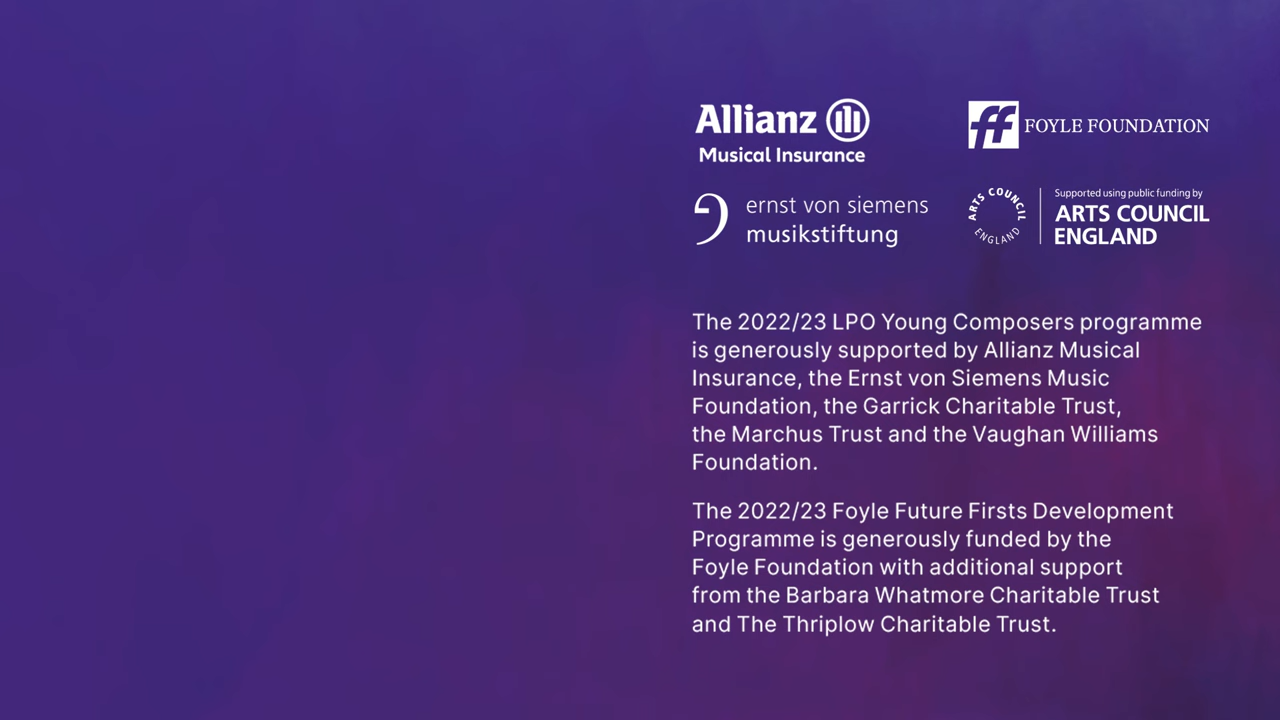 Allianz
Musical Insurance
ff FOYLE FOUNDATION
ernst von siemens
musikstiftung
ARTS COUNCIL
ENGLAND
Supported using public funding by
ARTS COUNCIL
ENGLAND
The 2022/23 LPO Young Composers programme
is generously supported by Allianz Musical
Insurance, the Ernst von Siemens Music
Foundation, the Garrick Charitable Trust,
the Marchus Trust and the Vaughan Williams
Foundation.
The 2022/23 Foyle Future Firsts Development
Programme is generously funded by the
Foyle Foundation with additional support
from the Barbara Whatmore Charitable Trust
and The Thriplow Charitable Trust.